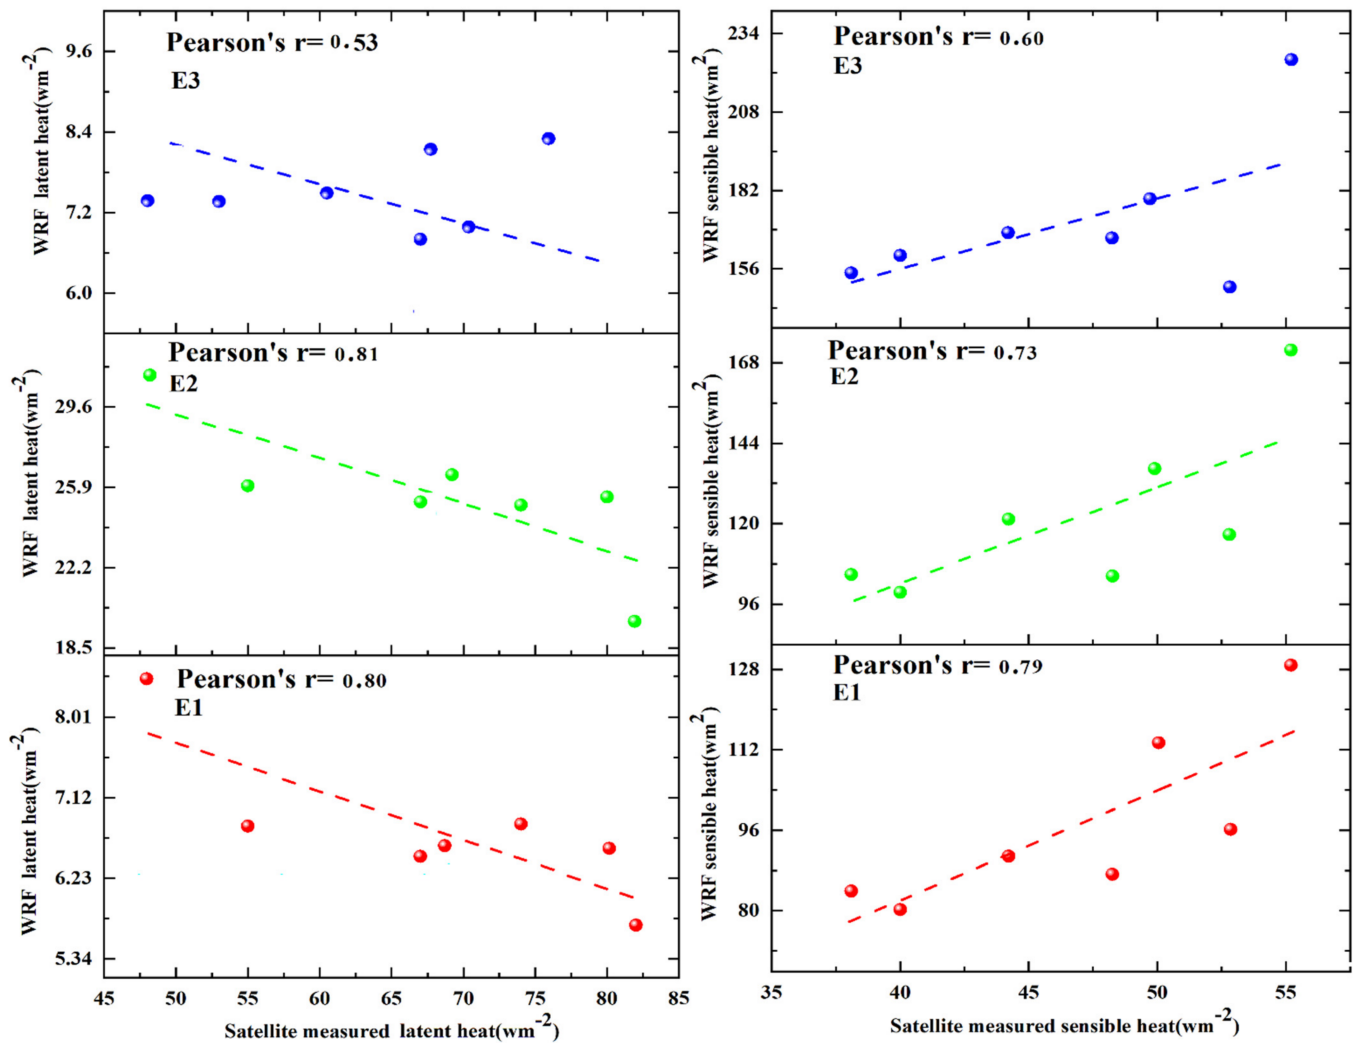 Pearson's r= 0.53
E3
WRF latent heat(wm-2)
9.6
8.4
7.2
6.0
Pearson's r= 0.81
E2
WRF latent heat(wm-2)
29.6
25.9
22.2
18.5
Pearson's r= 0.80
E1
WRF latent heat(wm-2)
8.01
7.12
6.23
5.34
45 50 55 60 65 70 75 80 85
Satellite measured latent heat(wm-2)
Pearson's r= 0.60
E3
WRF sensible heat(wm2)
234
208
182
156
Pearson's r= 0.73
E2
WRF sensible heat(wm2)
168
144
120
96
Pearson's r= 0.79
E1
WRF sensible heat(wm2)
128
112
96
80
35 40 45 50 55
Satellite measured sensible heat(wm-2)